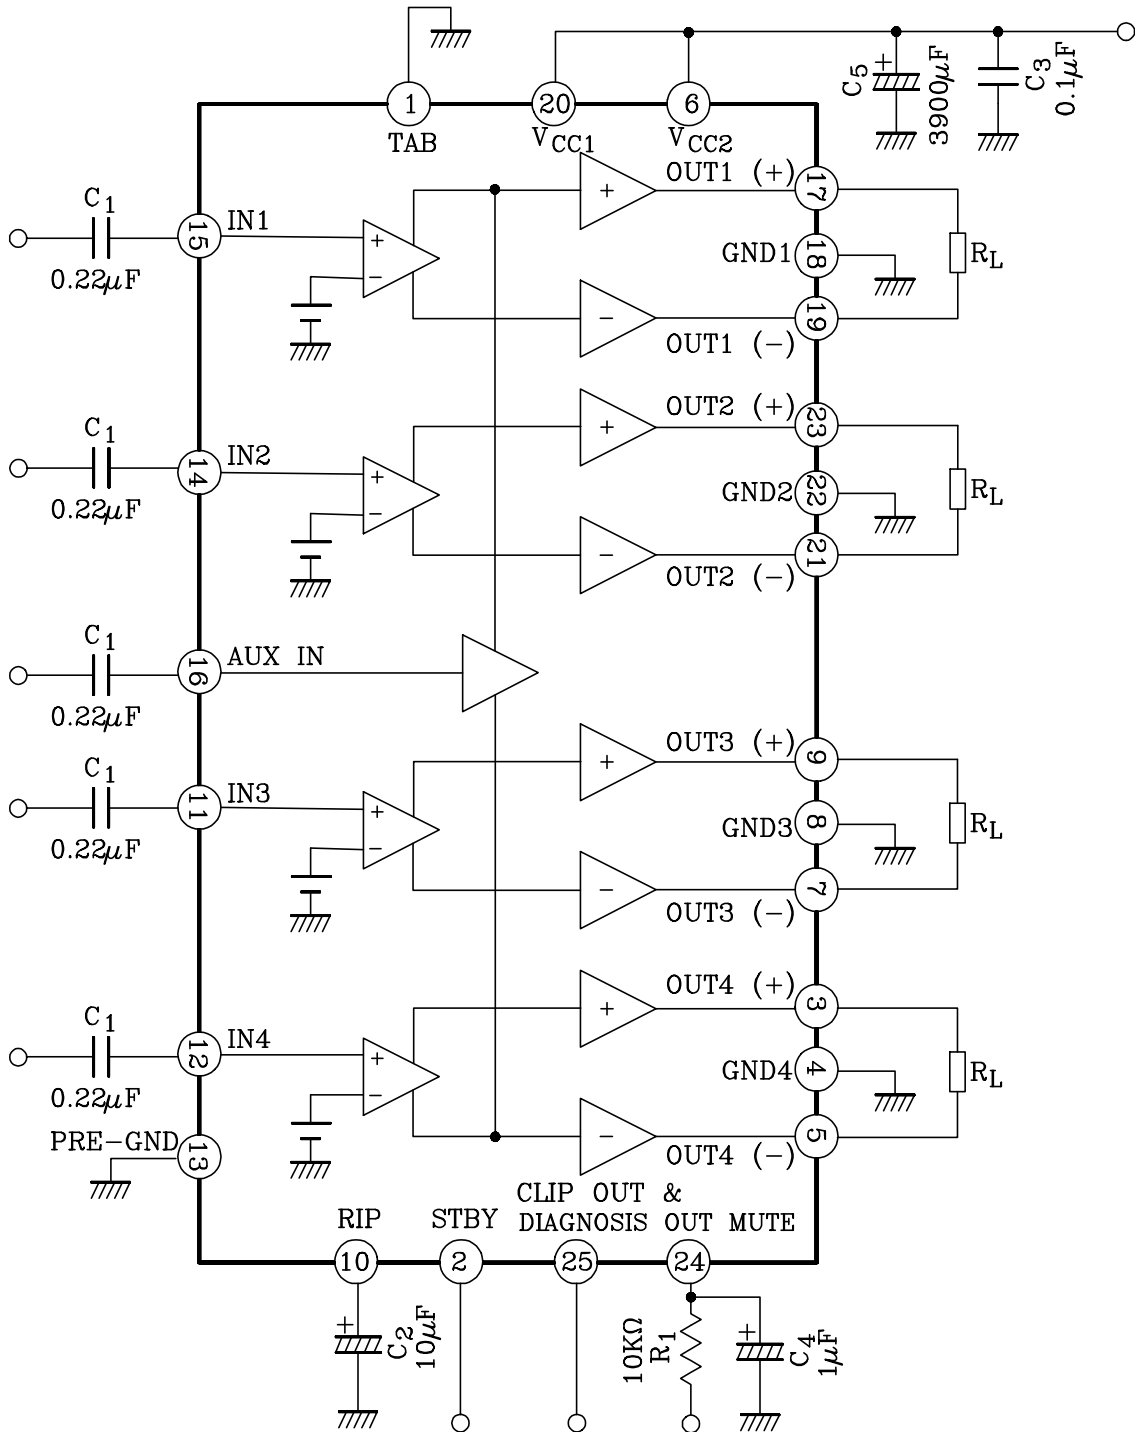 1
TAB
20
VCC1
6
VCC2
C5
+
3900μF
C3
0.1μF
C1
0.22μF
15
IN1
+
−
+
−
OUT1 (+)
17
GND1
18
OUT1 (−)
19
RL
C1
0.22μF
14
IN2
+
−
+
−
OUT2 (+)
23
GND2
22
OUT2 (−)
21
RL
C1
0.22μF
16
AUX IN
C1
0.22μF
11
IN3
+
−
+
−
OUT3 (+)
9
GND3
8
OUT3 (−)
7
RL
C1
0.22μF
12
IN4
+
−
+
−
OUT4 (+)
3
GND4
4
OUT4 (−)
5
RL
PRE-GND
13
RIP
10
STBY
2
CLIP OUT &
DIAGNOSIS OUT MUTE
25
24
+
C2
10μF
10KΩ
R1
+
C4
1μF